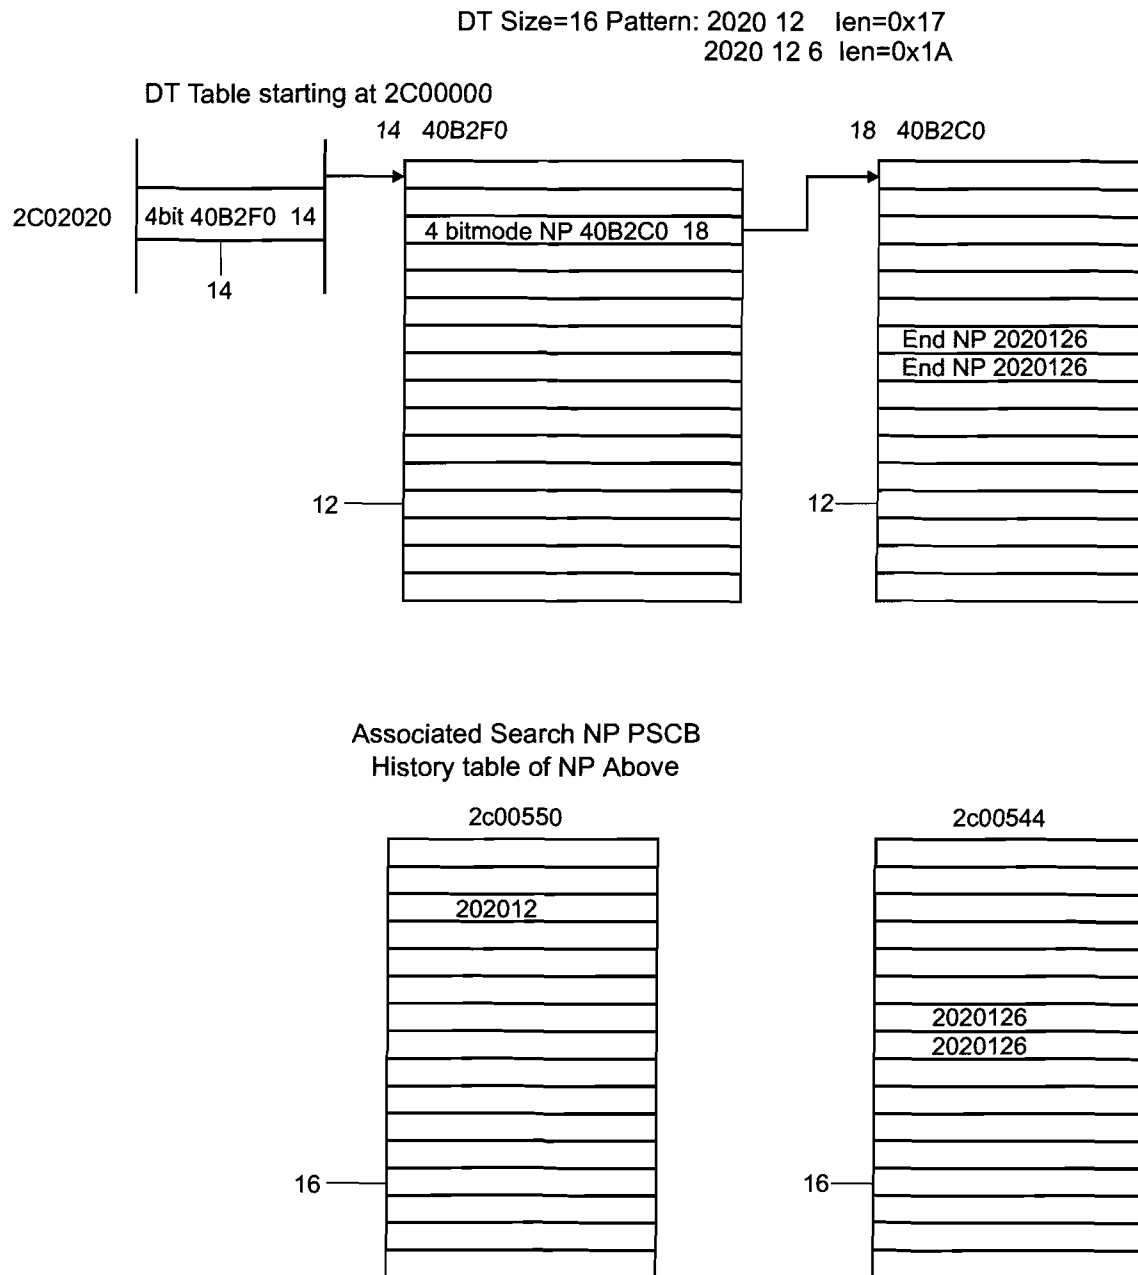 DT Size=16 Pattern: 2020 12 len=0x17
2020 12 6 len=0x1A
DT Table starting at 2C00000
14 40B2F0
18 40B2C0
2C02020
4bit 40B2F0 14
14
4 bitmode NP 40B2C0 18
End NP 2020126
End NP 2020126
12
12
Associated Search NP PSCB
History table of NP Above
2c00550
2c00544
202012
2020126
2020126
16
16